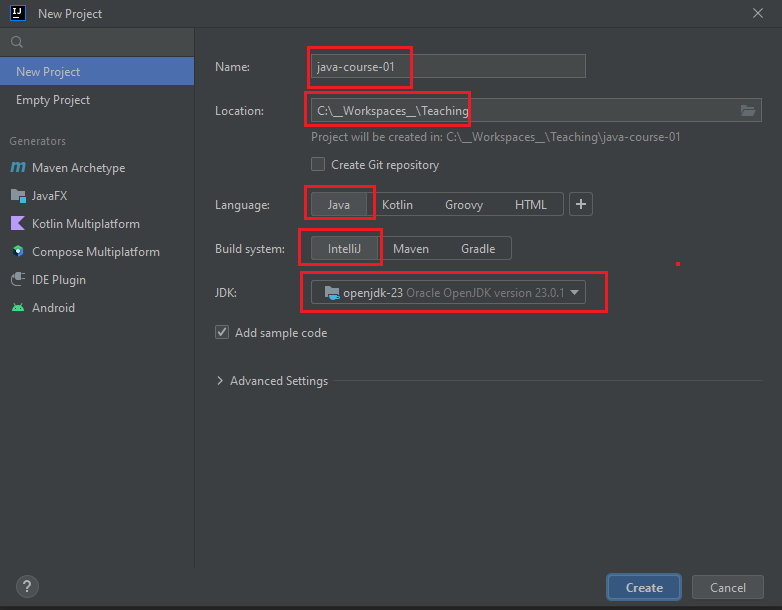 IJ New Project
New Project
Empty Project
Generators
Maven Archetype
JavaFX
Kotlin Multiplatform
Compose Multiplatform
IDE Plugin
Android
Name: java-course-01
Location: C:\__Workspaces__\Teaching
Project will be created in: C:\__Workspaces__\Teaching\java-course-01
Create Git repository
Language: Java Kotlin Groovy HTML +
Build system: IntelliJ Maven Gradle
JDK: openjdk-23 Oracle OpenJDK version 23.0.1
Add sample code
Advanced Settings
? Create Cancel